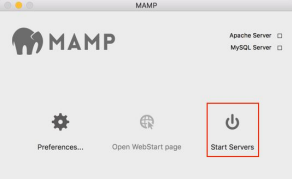 MAMP
MAMP
Apache Server
MySQL Server
Preferences...
Open WebStart page
Start Servers